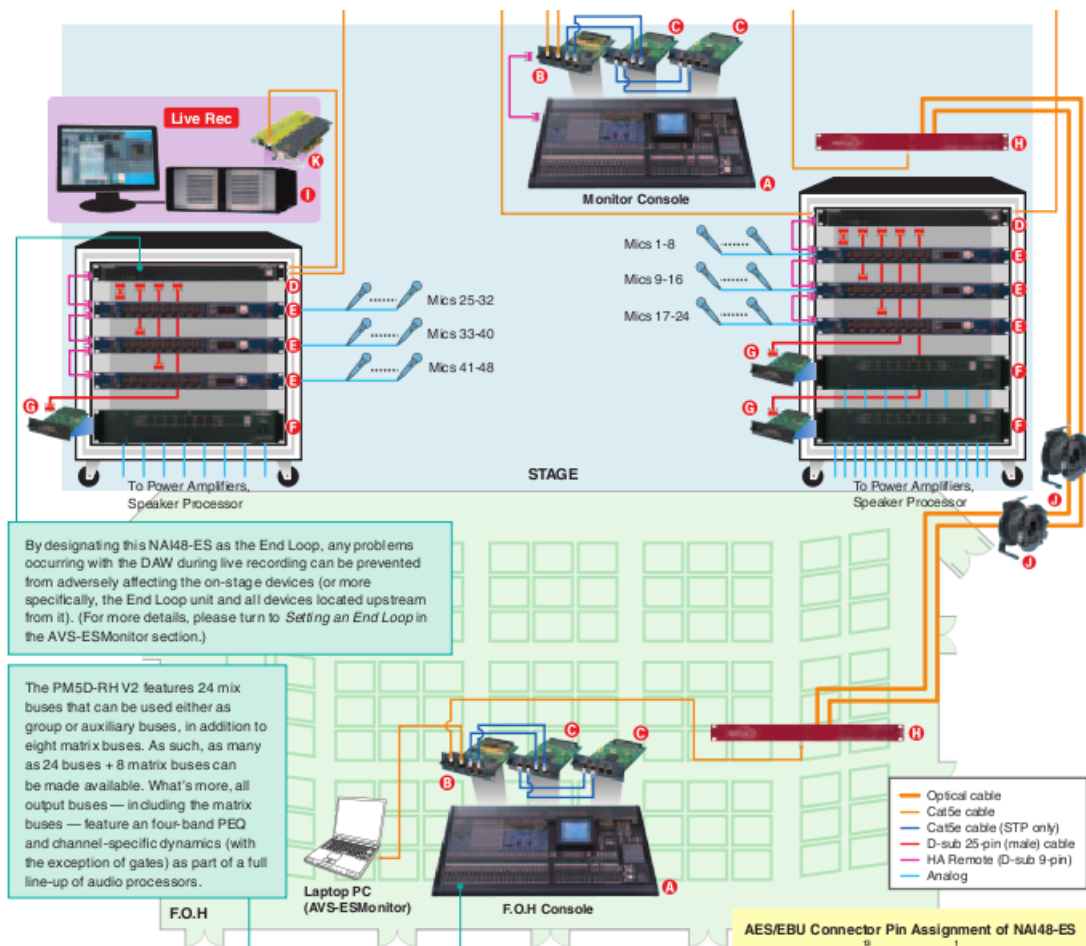 C
C
B
Live Rec
K
I
H
A
Monitor Console
D
Mics 1-8
E
Mics 9-16
E
Mics 17-24
E
D
Mics 25-32
E
Mics 33-40
E
Mics 41-48
E
G
F
G
F
G
F
STAGE
To Power Amplifiers,
Speaker Processor
To Power Amplifiers,
Speaker Processor
J
J
By designating this NAI48-ES as the End Loop, any problems
occurring with the DAW during live recording can be prevented
from adversely affecting the on-stage devices (or more
specifically, the End Loop unit and all devices located upstream
from it). (For more details, please turn to Setting an End Loop in
the AVS-ESMonitor section.)
The PM5D-RH V2 features 24 mix
buses that can be used either as
group or auxiliary buses, in addition to
eight matrix buses. As such, as many
as 24 buses + 8 matrix buses can
be made available. What's more, all
output buses — including the matrix
buses — feature an four-band PEQ
and channel-specific dynamics (with
the exception of gates) as part of a full
line-up of audio processors.
C
C
B
H
A
Laptop PC
(AVS-ESMonitor)
F.O.H Console
F.O.H
Optical cable
Cat5e cable
Cat5e cable (STP only)
D-sub 25-pin (male) cable
HA Remote (D-sub 9-pin)
Analog
AES/EBU Connector Pin Assignment of NAI48-ES